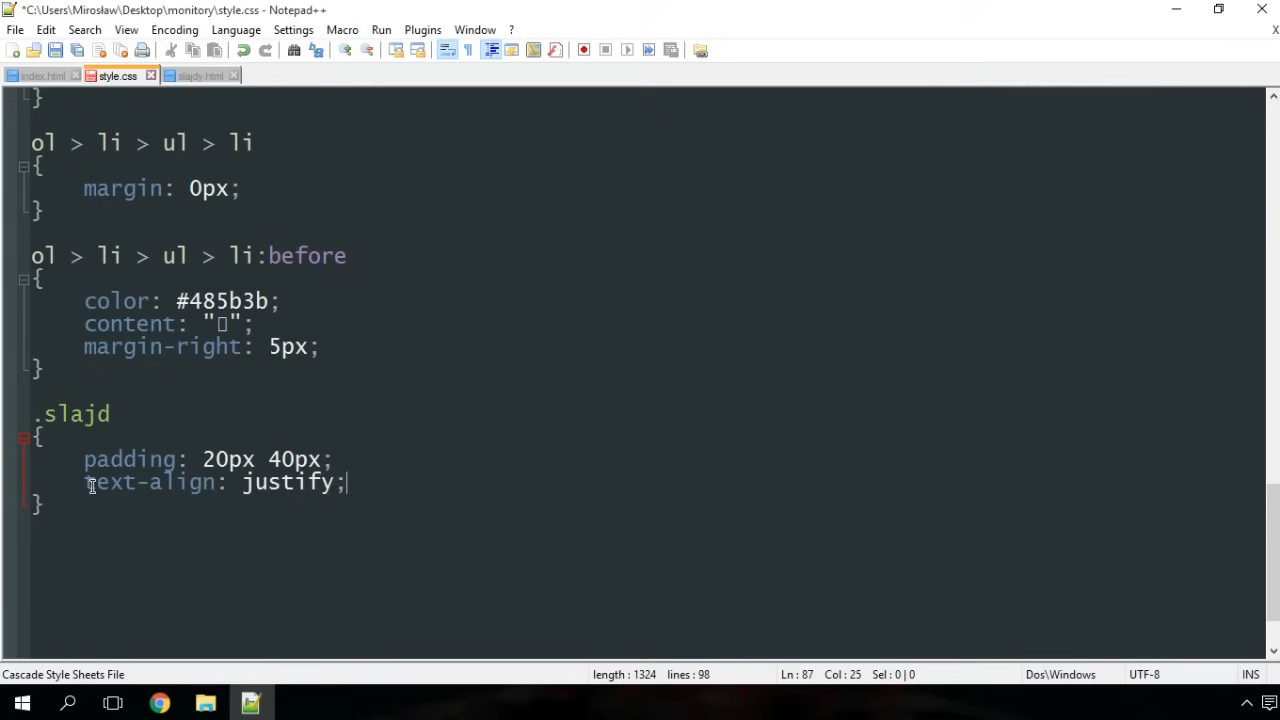 *C:\Users\Mirosław\Desktop\monitory\style.css - Notepad++
File Edit Search View Encoding Language Settings Macro Run Plugins Window ? X
index.html style.css slajdy.html
}
ol > li > ul > li
{
margin: 0px;
}
ol > li > ul > li:before
{
color: #485b3b;
content: "▯";
margin-right: 5px;
}
.slajd
{
padding: 20px 40px;
text-align: justify;
}
Cascade Style Sheets File length : 1324 lines : 98 Ln : 87 Col : 25 Sel : 0 | 0 Dos\Windows UTF-8 INS